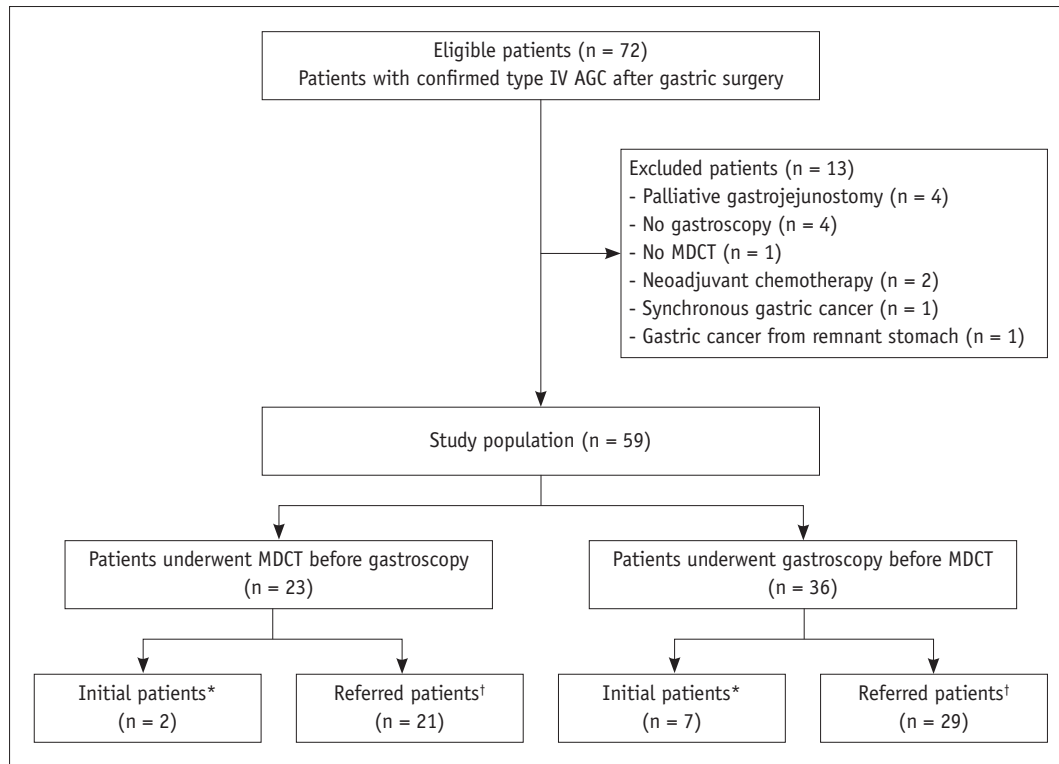 Eligible patients (n = 72)
Patients with confirmed type IV AGC after gastric surgery
Excluded patients (n = 13)
- Palliative gastrojejunostomy (n = 4)
- No gastroscopy (n = 4)
- No MDCT (n = 1)
- Neoadjuvant chemotherapy (n = 2)
- Synchronous gastric cancer (n = 1)
- Gastric cancer from remnant stomach (n = 1)
Study population (n = 59)
Patients underwent MDCT before gastroscopy
(n = 23)
Patients underwent gastroscopy before MDCT
(n = 36)
Initial patients*
(n = 2)
Referred patients†
(n = 21)
Initial patients*
(n = 7)
Referred patients†
(n = 29)